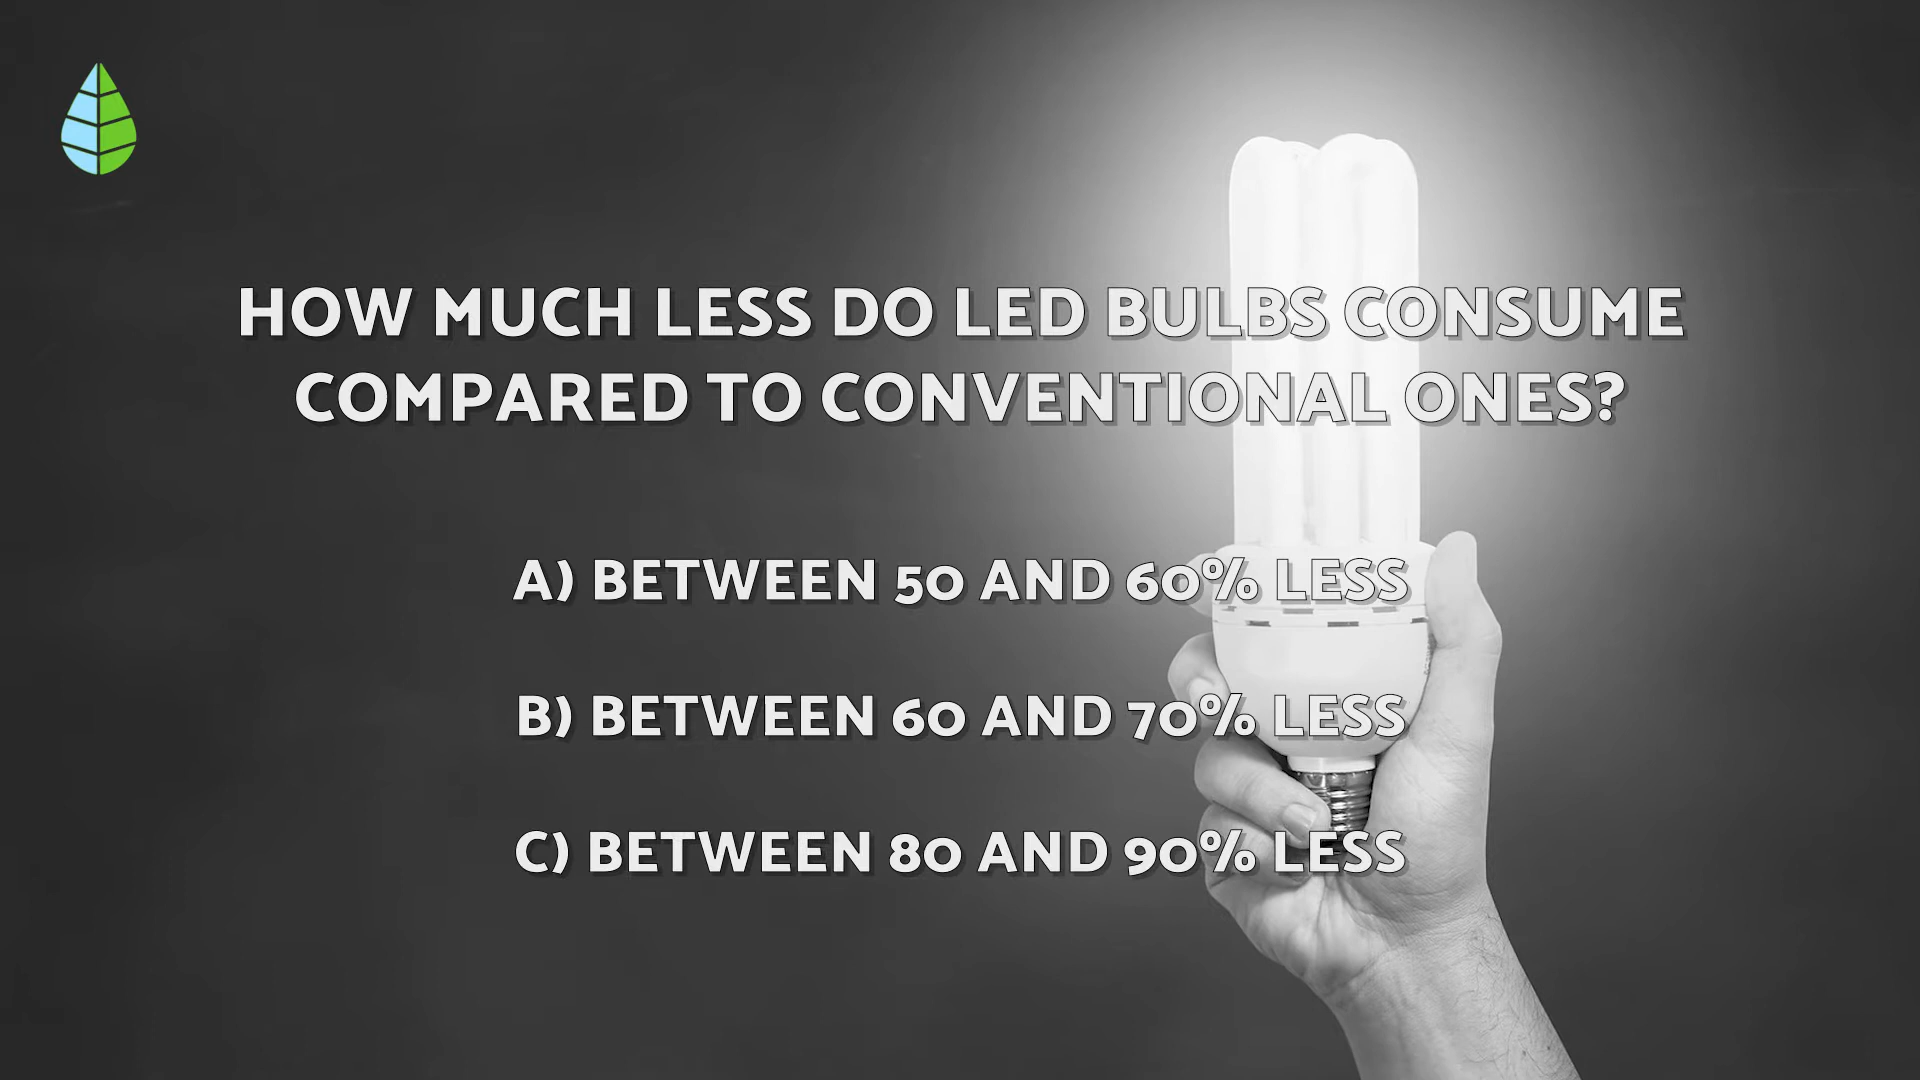 HOW MUCH LESS DO LED BULBS CONSUME
COMPARED TO CONVENTIONAL ONES?
A) BETWEEN 50 AND 60% LESS
B) BETWEEN 60 AND 70% LESS
C) BETWEEN 80 AND 90% LESS